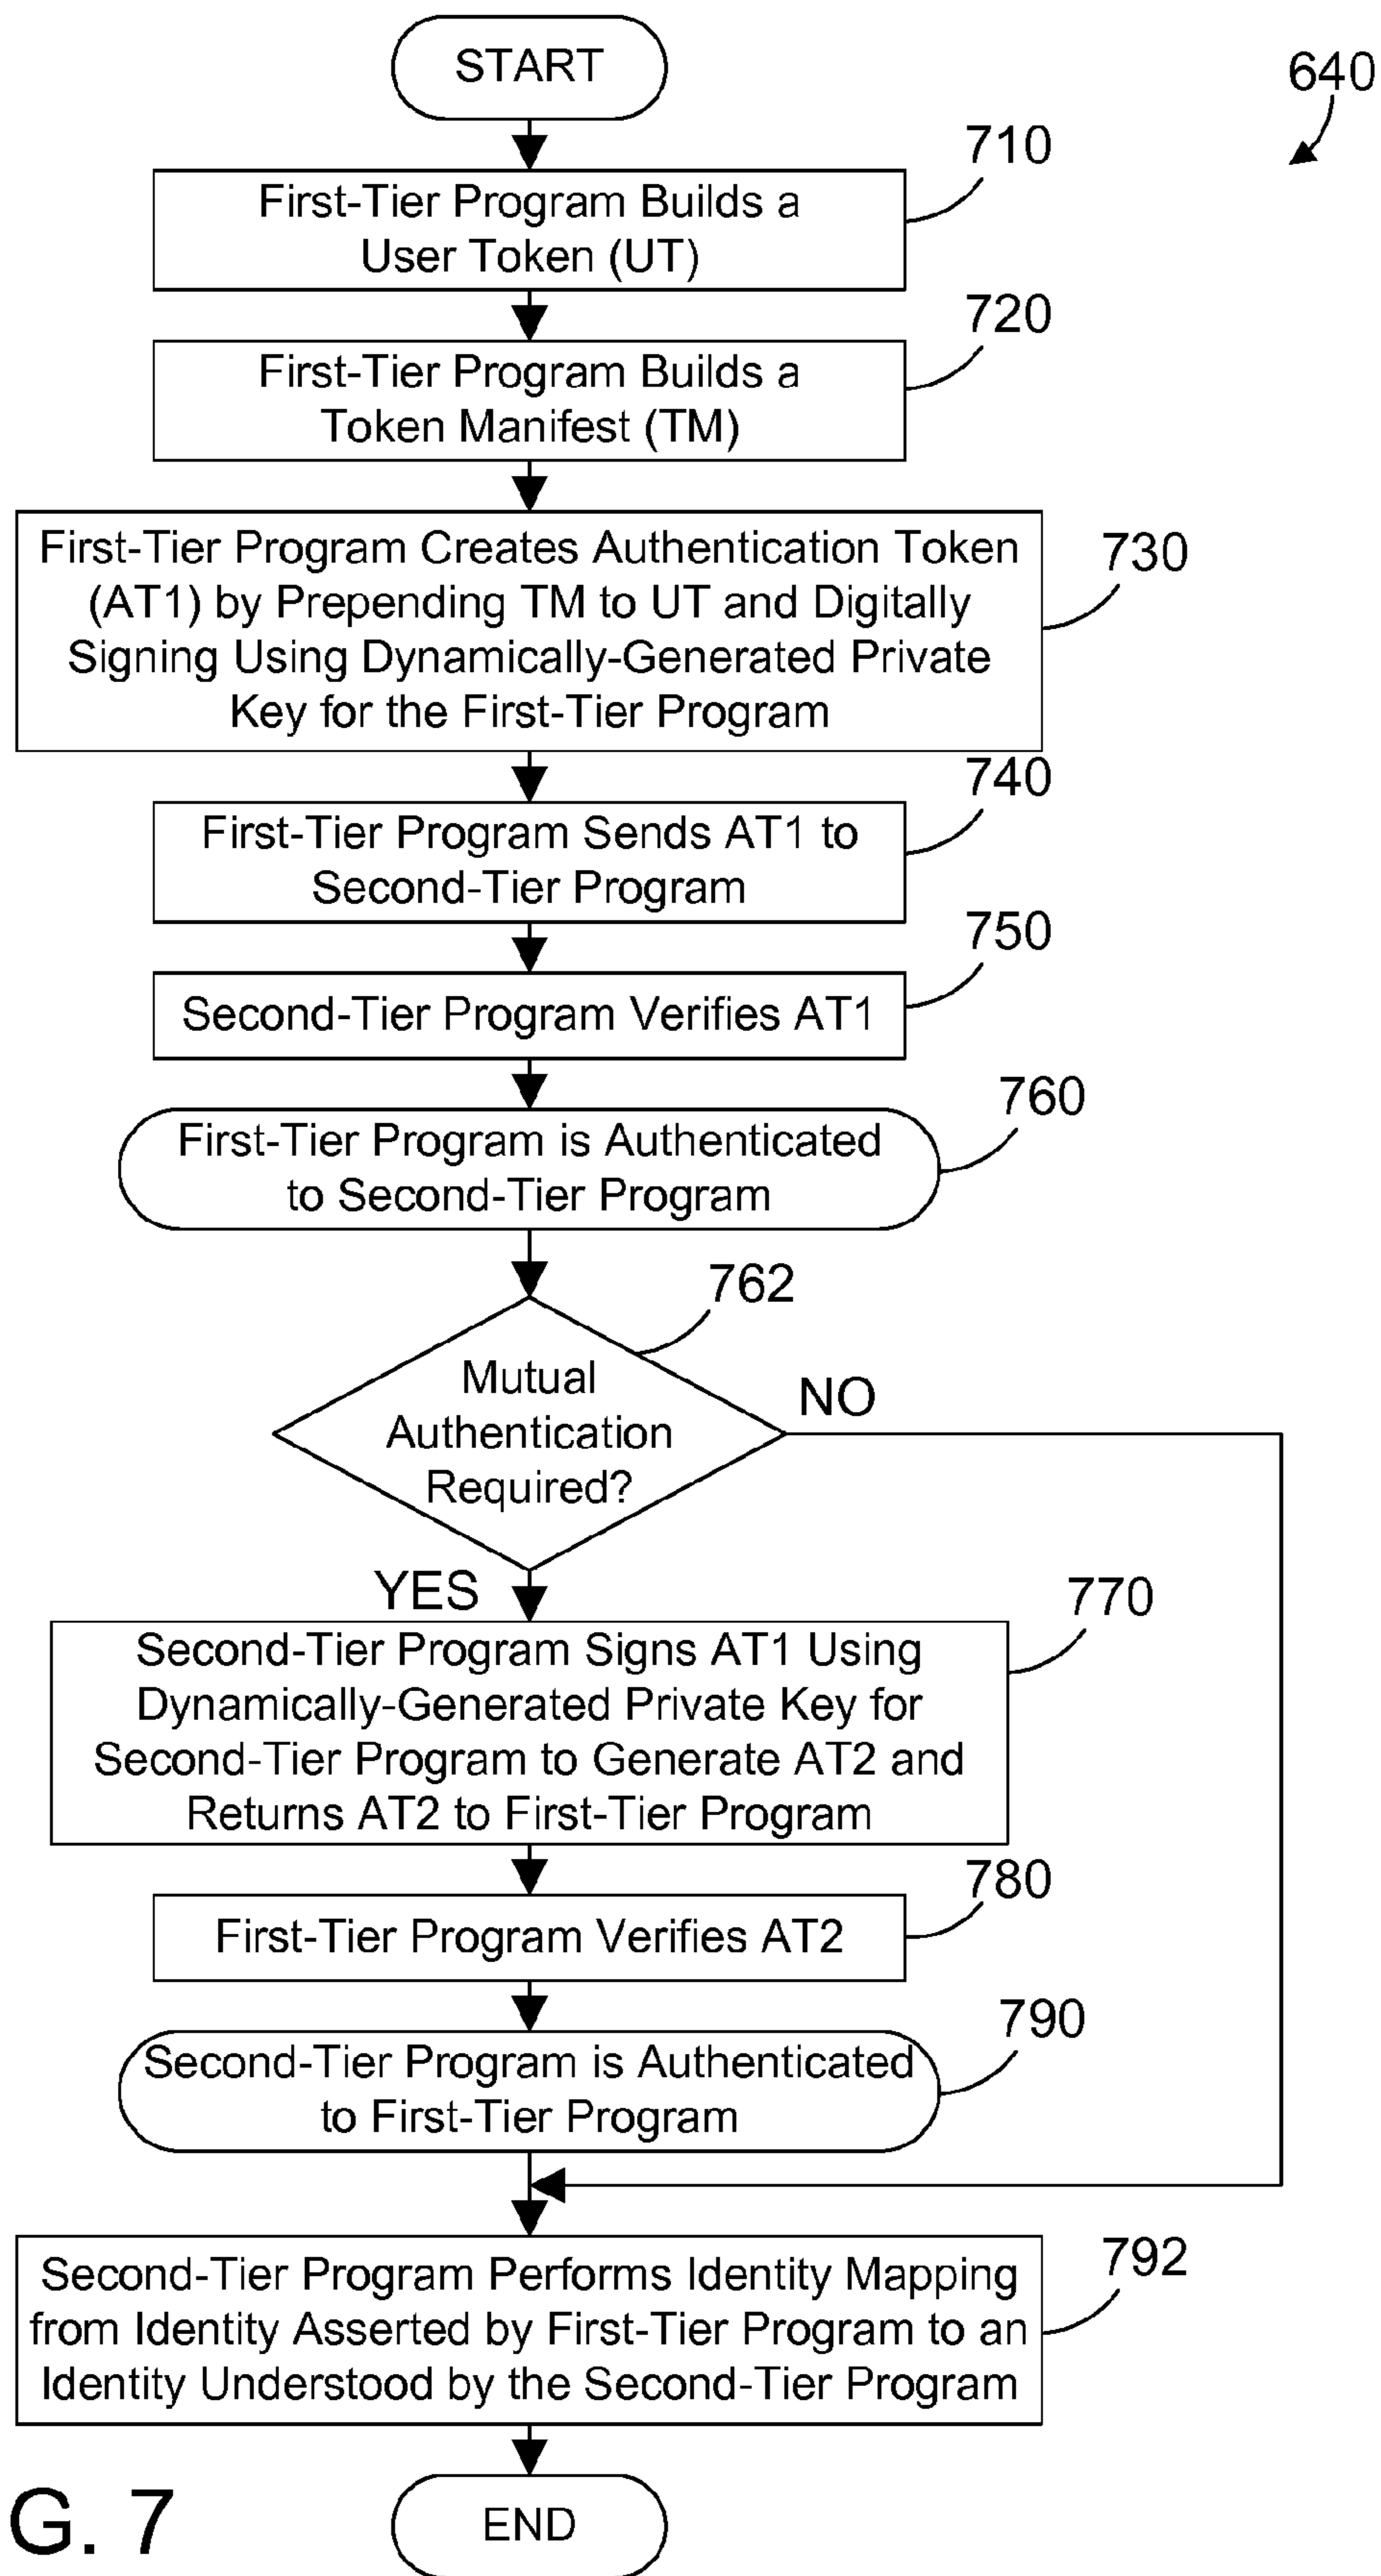 START
640
710
First-Tier Program Builds a
User Token (UT)
720
First-Tier Program Builds a
Token Manifest (TM)
730
First-Tier Program Creates Authentication Token
(AT1) by Prepending TM to UT and Digitally
Signing Using Dynamically-Generated Private
Key for the First-Tier Program
740
First-Tier Program Sends AT1 to
Second-Tier Program
750
Second-Tier Program Verifies AT1
760
First-Tier Program is Authenticated
to Second-Tier Program
762
Mutual
Authentication
Required?
NO
YES
770
Second-Tier Program Signs AT1 Using
Dynamically-Generated Private Key for
Second-Tier Program to Generate AT2 and
Returns AT2 to First-Tier Program
780
First-Tier Program Verifies AT2
790
Second-Tier Program is Authenticated
to First-Tier Program
792
Second-Tier Program Performs Identity Mapping
from Identity Asserted by First-Tier Program to an
Identity Understood by the Second-Tier Program
G. 7
END